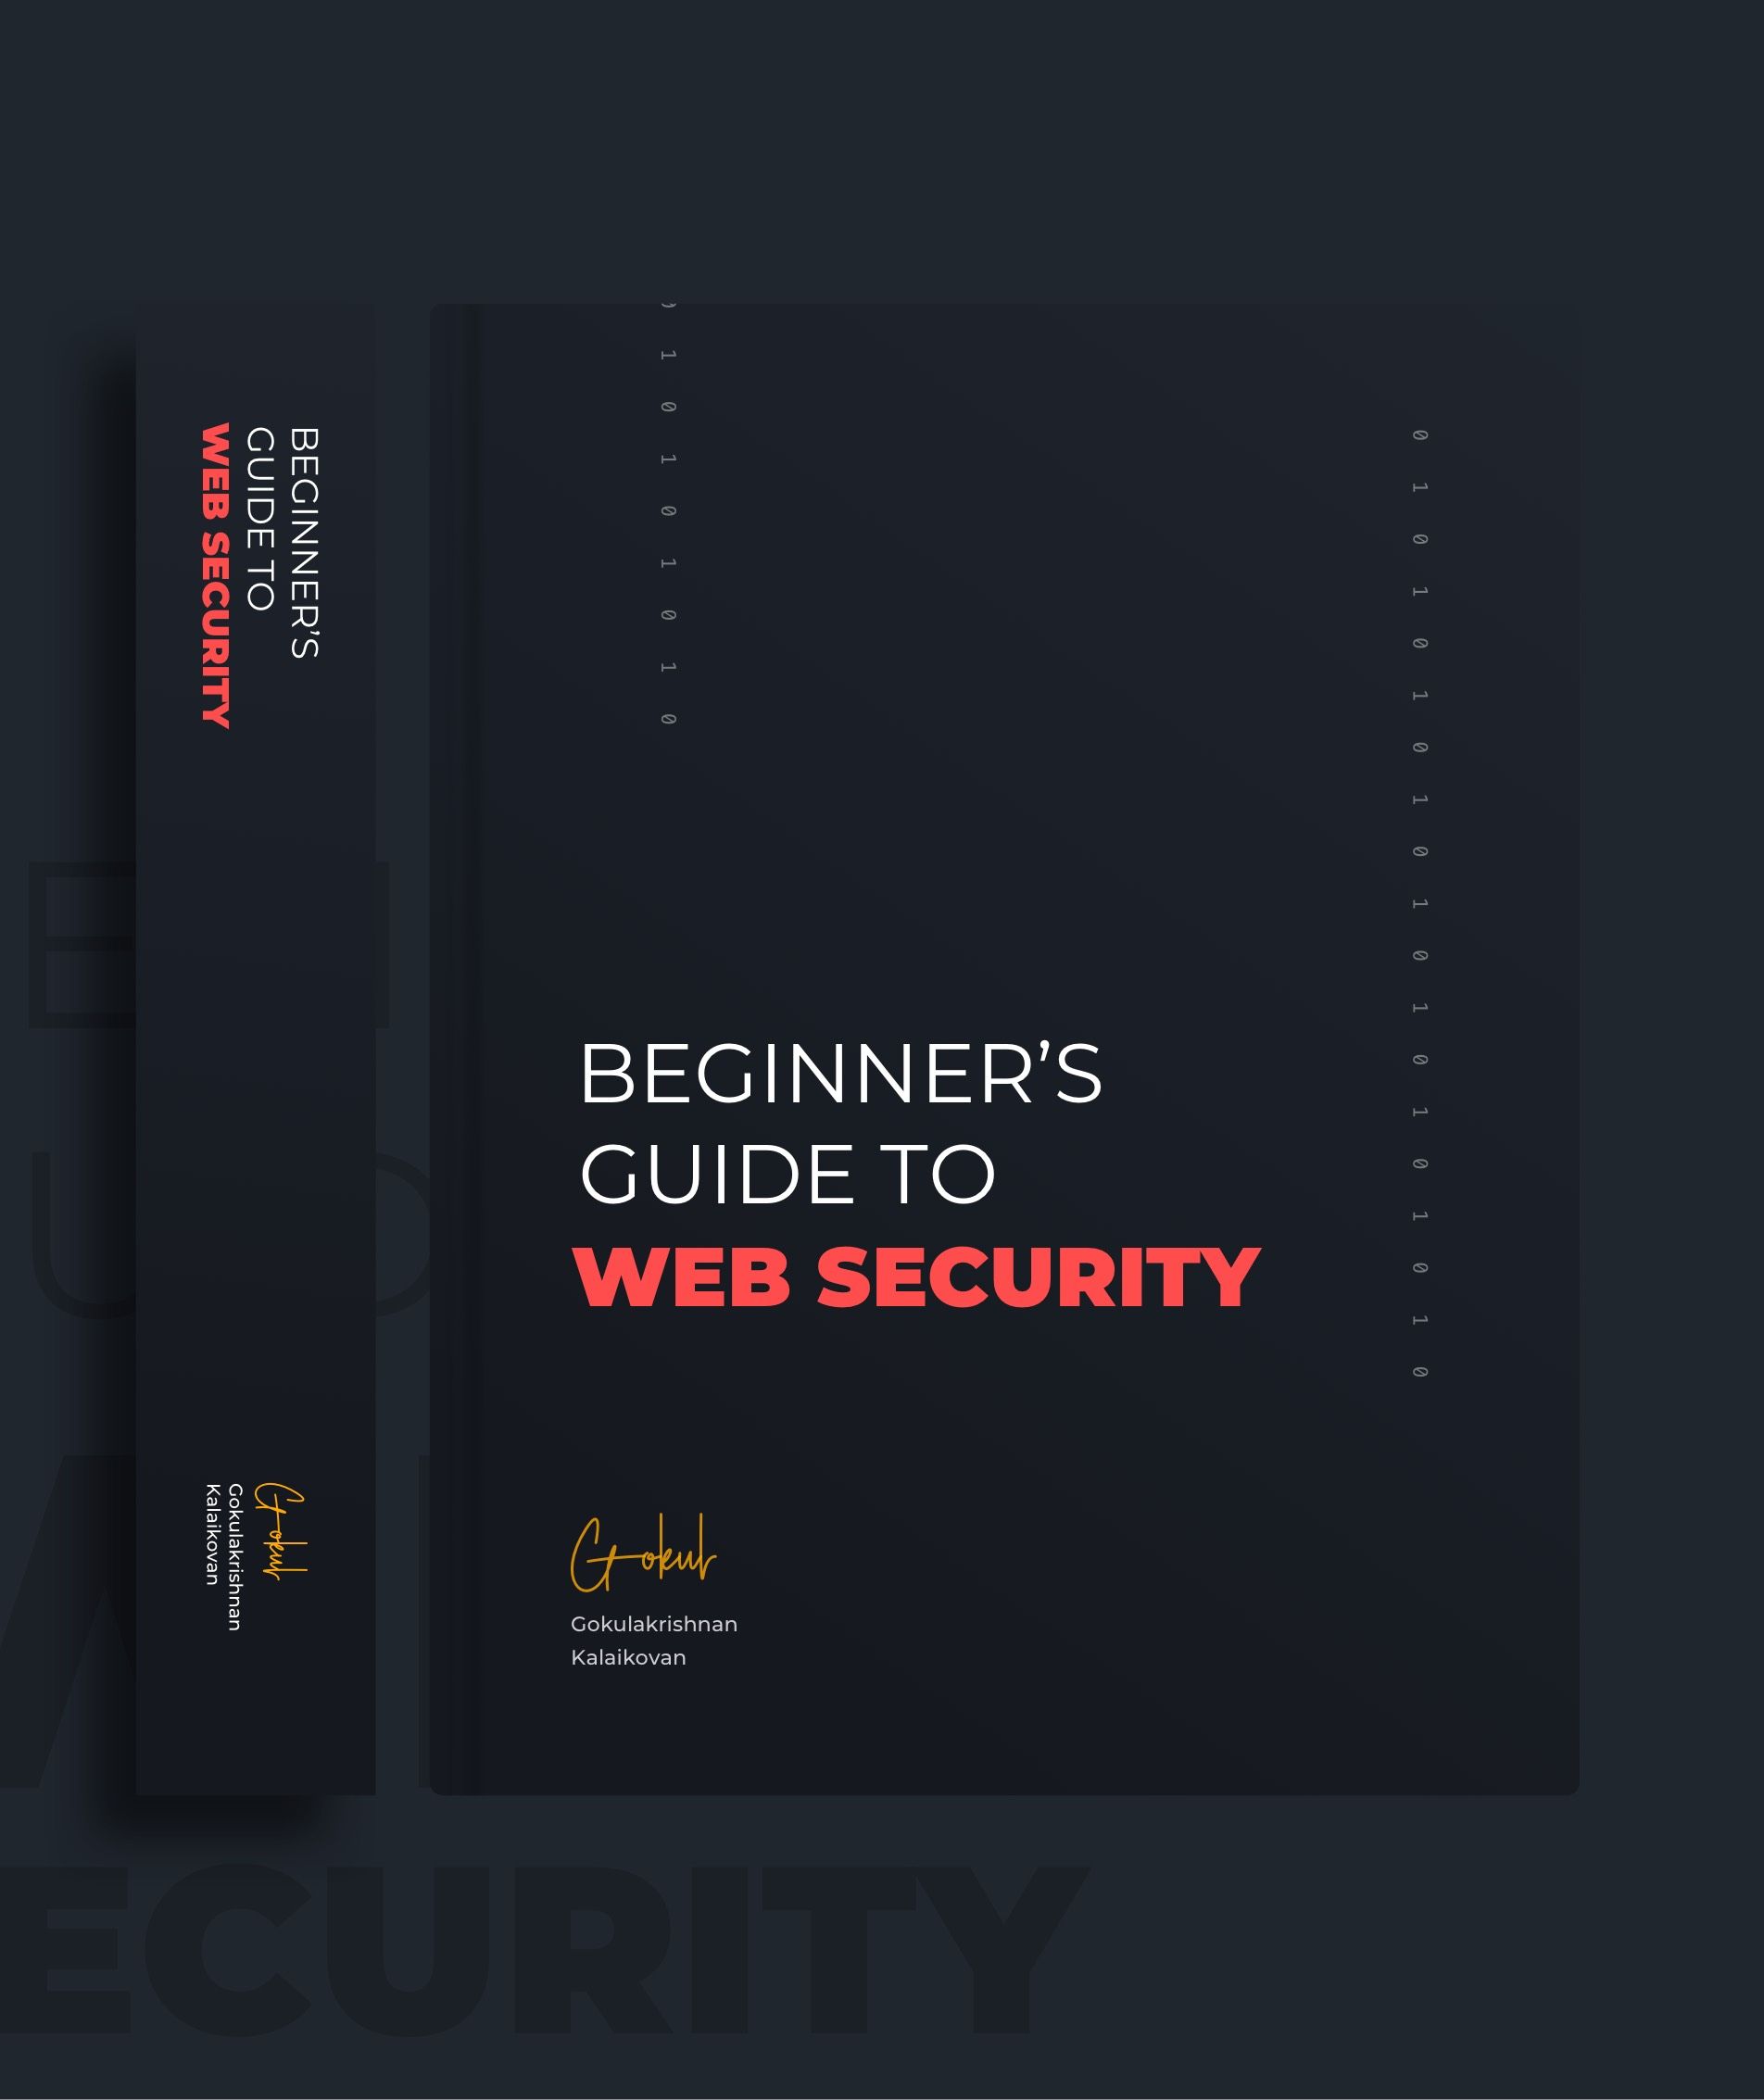 BEGINNER’S
GUIDE TO
WEB SECURITY
Gokul
Gokulakrishnan
Kalaikovan
0 1 0 1 0 1 0 1 0
0 1 0 1 0 1 0 1 0 1 0 1 0 1 0 1 0 1 0
BEGINNER’S
GUIDE TO
WEB SECURITY
Gokul
Gokulakrishnan
Kalaikovan
ECURITY